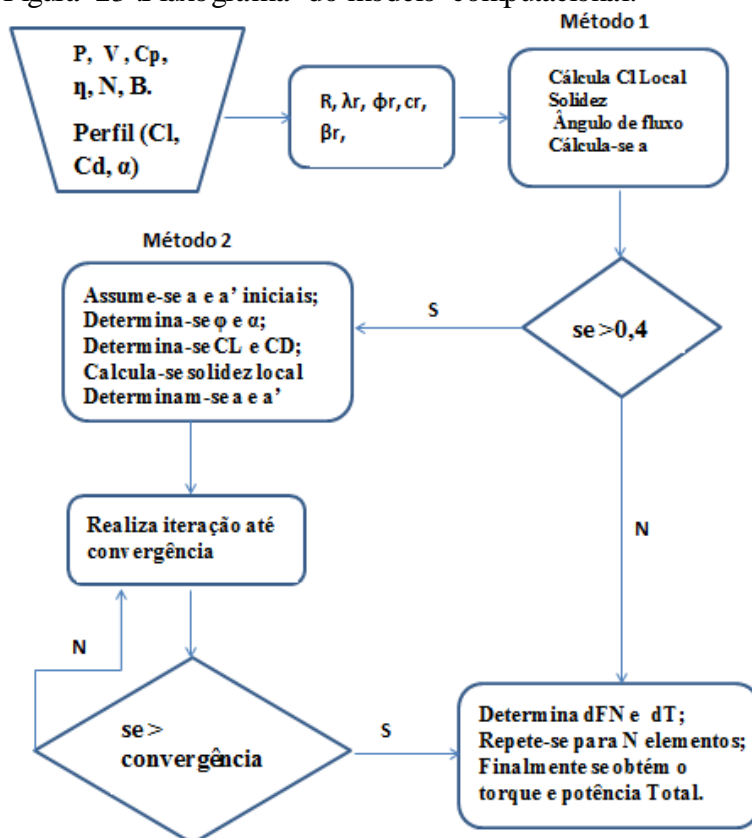 Figura 25 Fluxograma do modelo computacional.
Método 1
P, V, Cp,
η, N, B.
Perfil (Cl,
Cd, α)
R, λr, φr, cr,
βr,
Cálcula Cl Local
Solidez
Ângulo de fluxo
Cálcula-se a
Método 2
Assume-se a e a’ iniciais;
Determina-se φ e α;
Determina-se CL e CD;
Calcula-se solidez local
Determinam-se a e a’
S
se >0,4
Realiza iteração até
convergência
N
N
se >
convergência
S
Determina dFN e dT;
Repete-se para N elementos;
Finalmente se obtém o
torque e potência Total.